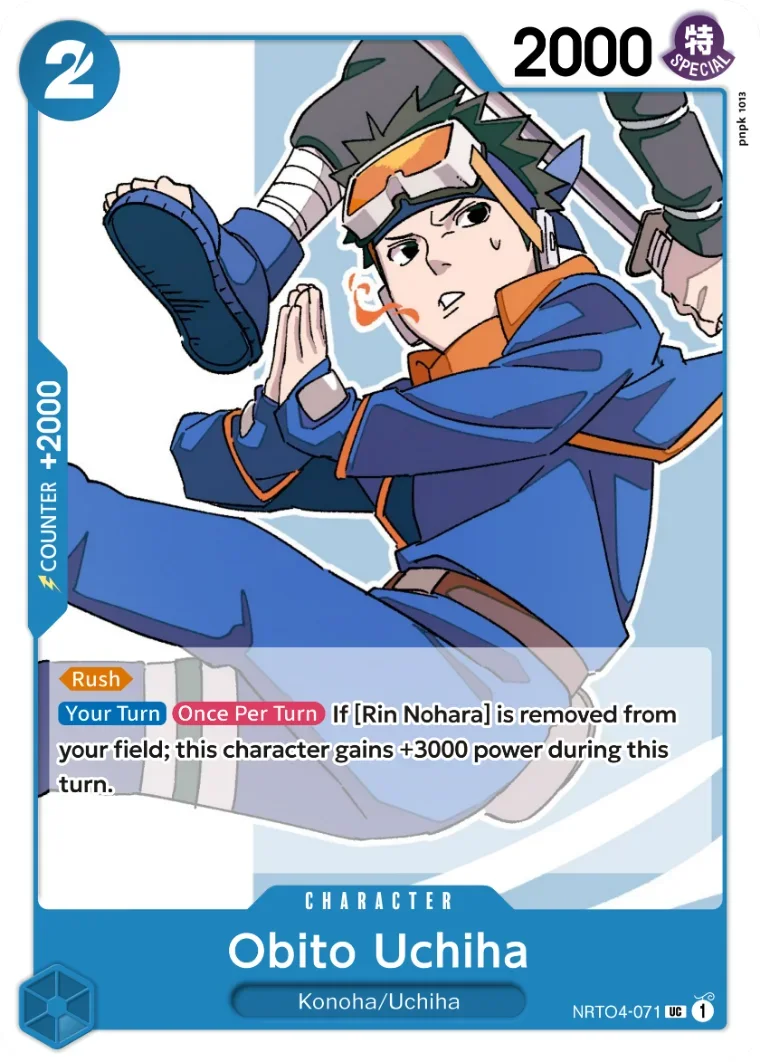 2
2000
特
SPECIAL
pnpk 1013
COUNTER +2000
Rush
Your Turn Once Per Turn If [Rin Nohara] is removed from
your field; this character gains +3000 power during this
turn.
CHARACTER
Obito Uchiha
Konoha/Uchiha
NRTO4-071 UC 1